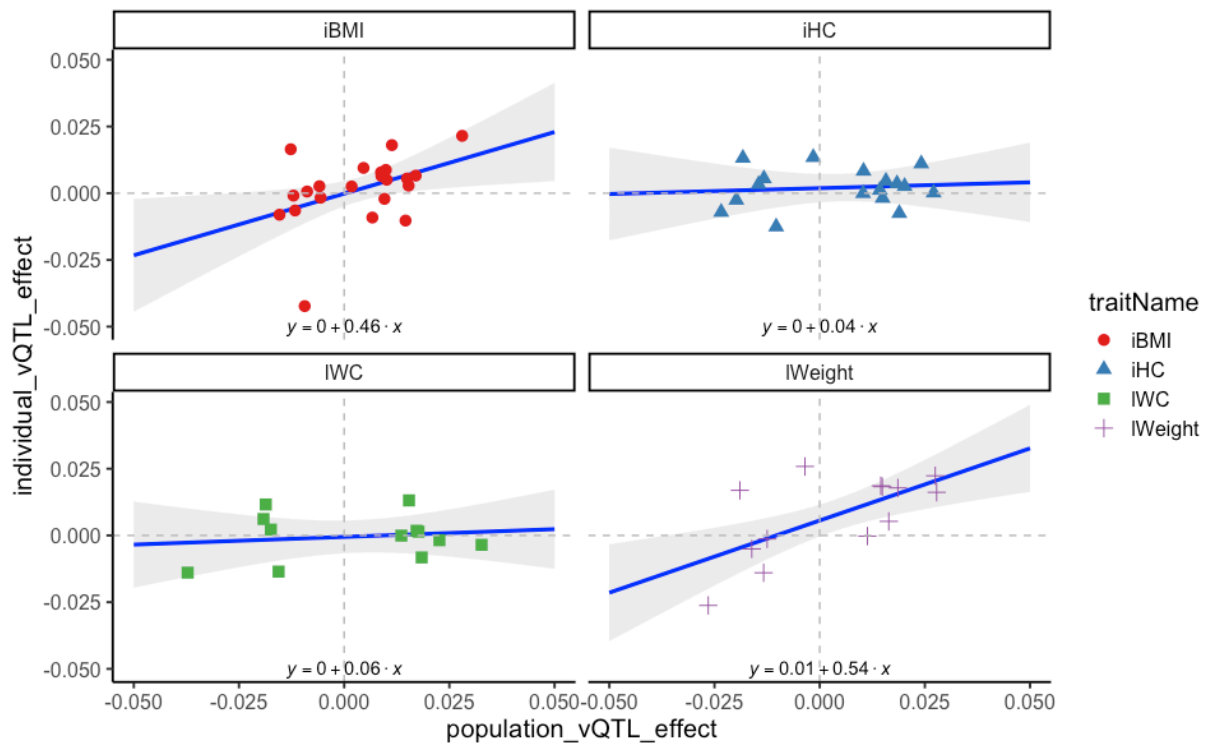 iBMI
iHC
0.050
0.025
0.000
-0.025
-0.050
y = 0 + 0.46 · x
y = 0 + 0.04 · x
individual_vQTL_effect
lWC
lWeight
0.050
0.025
0.000
-0.025
-0.050
y = 0 + 0.06 · x
y = 0.01 + 0.54 · x
-0.050
-0.025
0.000
0.025
0.050
-0.050
-0.025
0.000
0.025
0.050
population_vQTL_effect
traitName
iBMI
iHC
lWC
lWeight